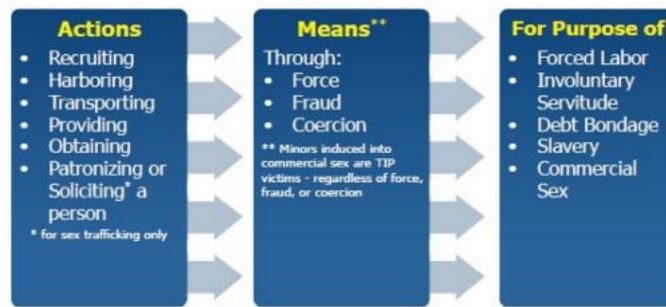 Actions
• Recruiting
• Harboring
• Transporting
• Providing
• Obtaining
• Patronizing or
Soliciting* a
person
* for sex trafficking only
Means**
Through:
• Force
• Fraud
• Coercion
** Minors induced into
commercial sex are TIP
victims - regardless of force,
fraud, or coercion
For Purpose of
• Forced Labor
• Involuntary
Servitude
• Debt Bondage
• Slavery
• Commercial
Sex